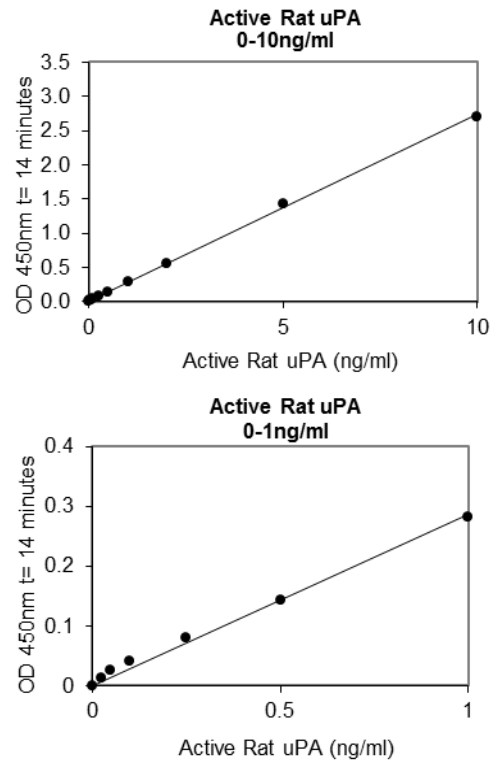 Active Rat uPA
0-10ng/ml
OD 450nm t= 14 minutes
3.5
3.0
2.5
2.0
1.5
1.0
0.5
0.0
0
5
10
Active Rat uPA (ng/ml)
Active Rat uPA
0-1ng/ml
OD 450nm t= 14 minutes
0.4
0.3
0.2
0.1
0
0
0.5
1
Active Rat uPA (ng/ml)